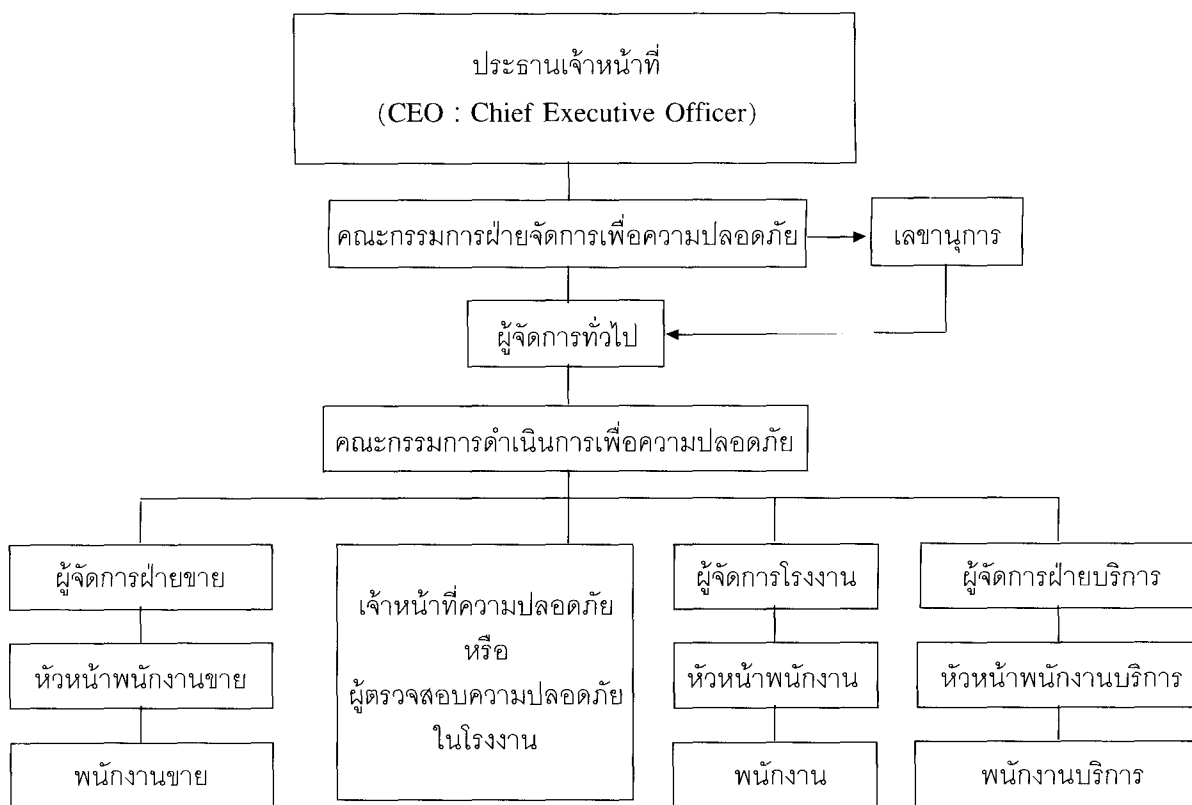 ประธานเจ้าหน้าที่
(CEO : Chief Executive Officer)
คณะกรรมการฝ่ายจัดการเพื่อความปลอดภัย
เลขานุการ
ผู้จัดการทั่วไป
คณะกรรมการดำเนินการเพื่อความปลอดภัย
ผู้จัดการฝ่ายขาย
หัวหน้าพนักงานขาย
พนักงานขาย
เจ้าหน้าที่ความปลอดภัย
หรือ
ผู้ตรวจสอบความปลอดภัย
ในโรงงาน
ผู้จัดการโรงงาน
หัวหน้าพนักงาน
พนักงาน
ผู้จัดการฝ่ายบริการ
หัวหน้าพนักงานบริการ
พนักงานบริการ